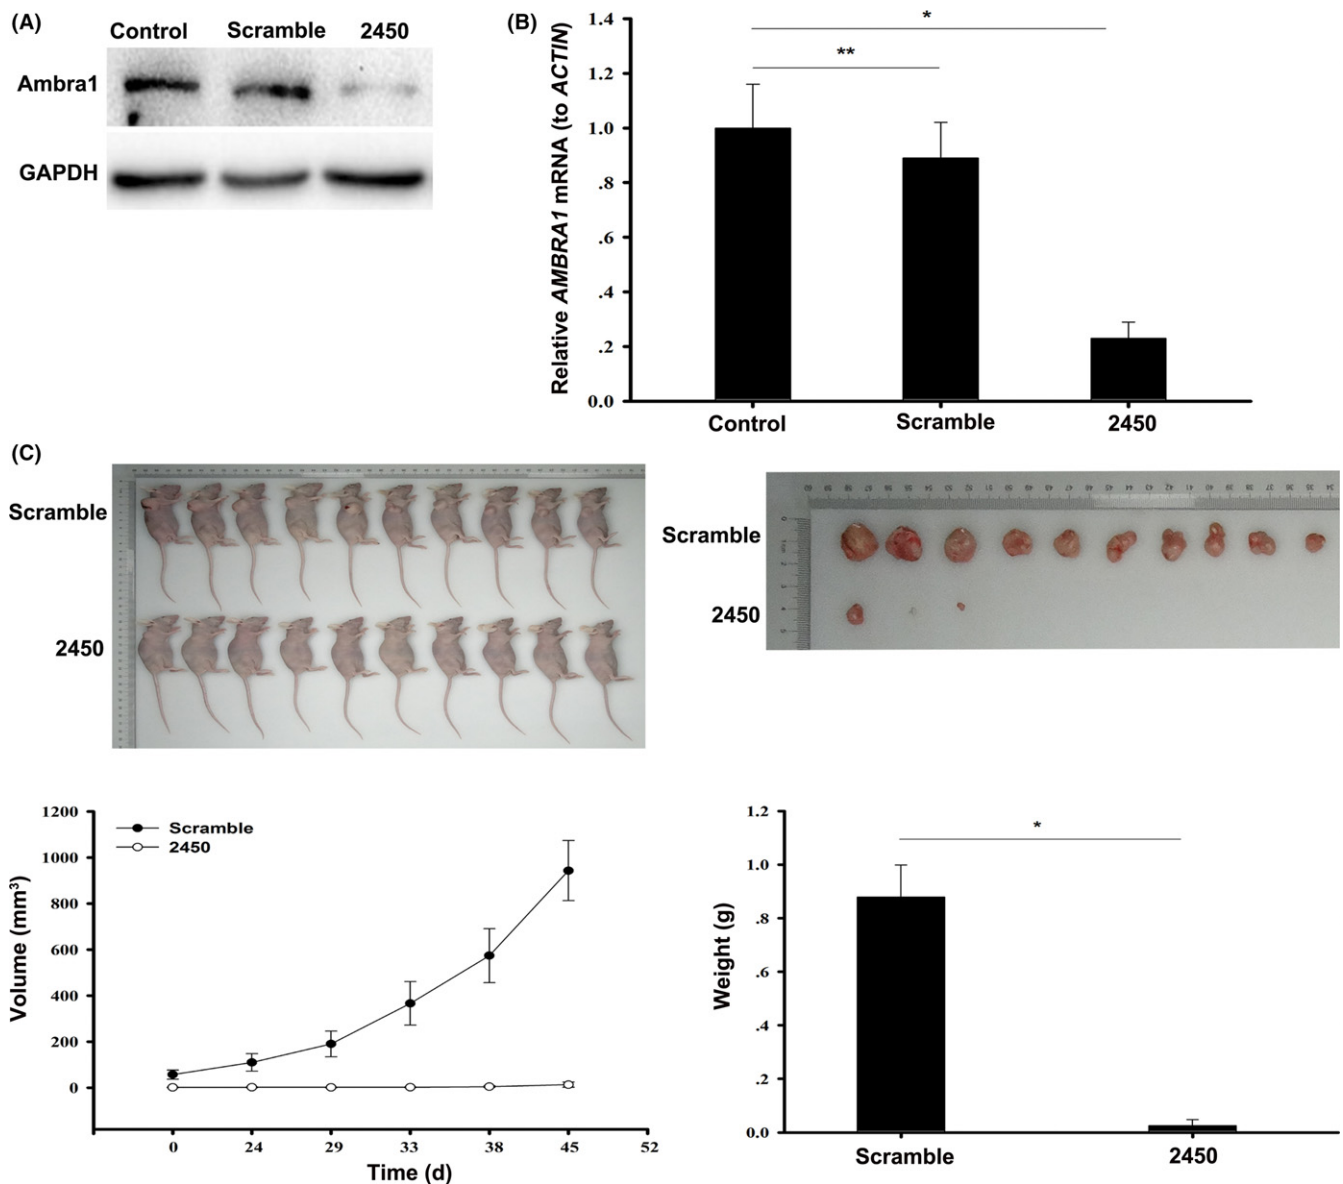 (A)
Control Scramble 2450
Ambra1
GAPDH
(B)
Relative AMBRA1 mRNA (to ACTIN)
1.4
1.2
1.0
.8
.6
.4
.2
0.0
*
**
Control Scramble 2450
(C)
Scramble
2450
Scramble
2450
Volume (mm³)
1200
1000
800
600
400
200
0
Scramble
2450
0 24 29 33 38 45 52
Time (d)
Weight (g)
1.2
1.0
.8
.6
.4
.2
0.0
*
Scramble 2450